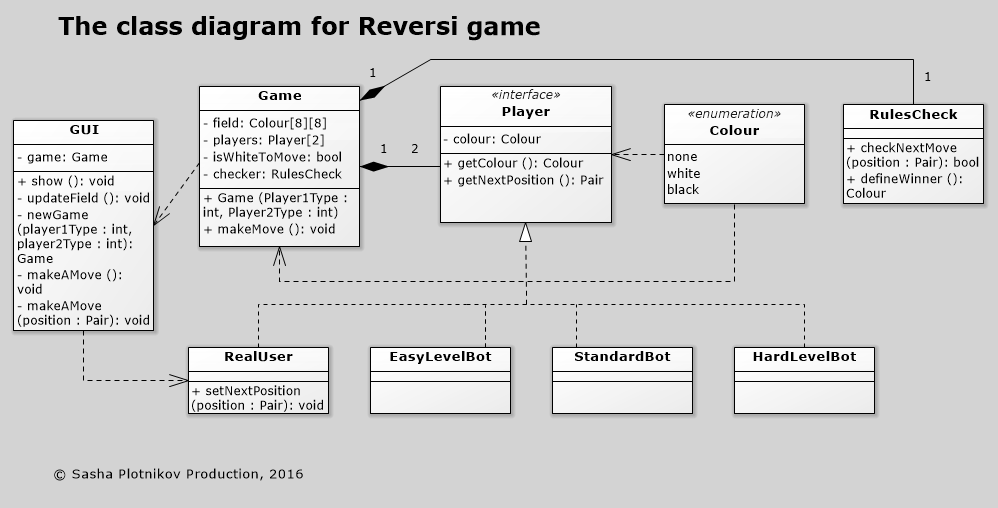 The class diagram for Reversi game
GUI
- game: Game
+ show (): void
- updateField (): void
- newGame
(player1Type : int,
player2Type : int):
Game
- makeAMove ():
void
- makeAMove
(position : Pair): void
Game
- field: Colour[8][8]
- players: Player[2]
- isWhiteToMove: bool
- checker: RulesCheck
+ Game (Player1Type :
int, Player2Type : int)
+ makeMove (): void
1
1
1
2
«interface»
Player
- colour: Colour
+ getColour (): Colour
+ getNextPosition (): Pair
«enumeration»
Colour
none
white
black
RulesCheck
+ checkNextMove
(position : Pair): bool
+ defineWinner ():
Colour
RealUser
+ setNextPosition
(position : Pair): void
EasyLevelBot
StandardBot
HardLevelBot
© Sasha Plotnikov Production, 2016